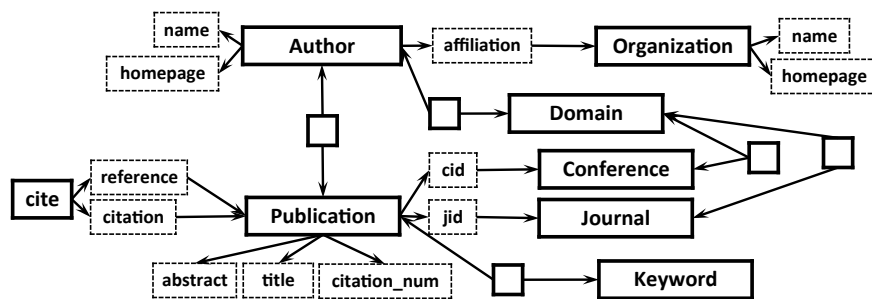 name
Author
affiliation
Organization
name
homepage
homepage
Domain
reference
cid
Conference
cite
citation
Publication
jid
Journal
abstract
title
citation_num
Keyword